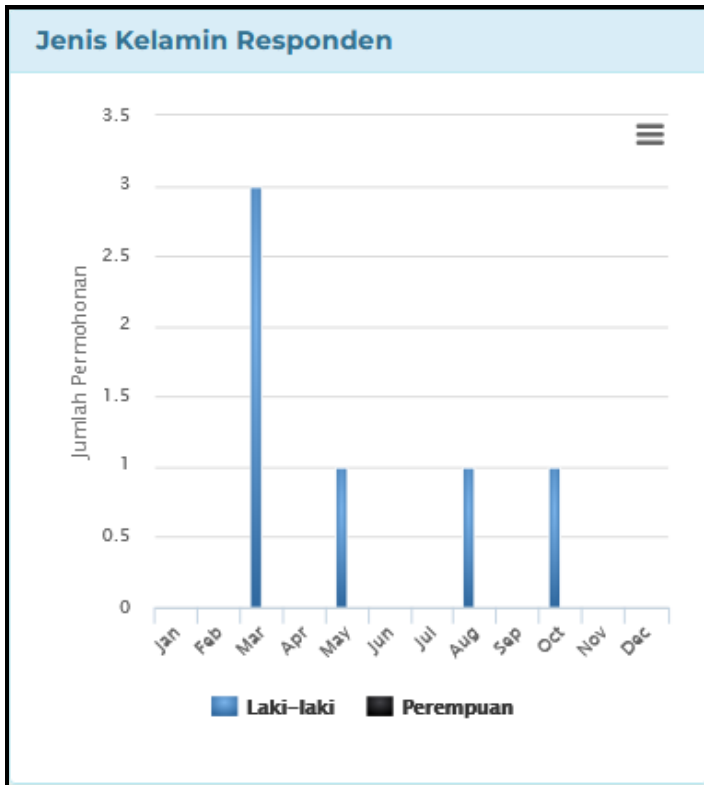 Jenis Kelamin Responden
Jumlah Permohonan
3.5
3
2.5
2
1.5
1
0.5
0
Jan Feb Mar Apr May Jun Jul Aug Sep Oct Nov Dec
Laki-laki Perempuan